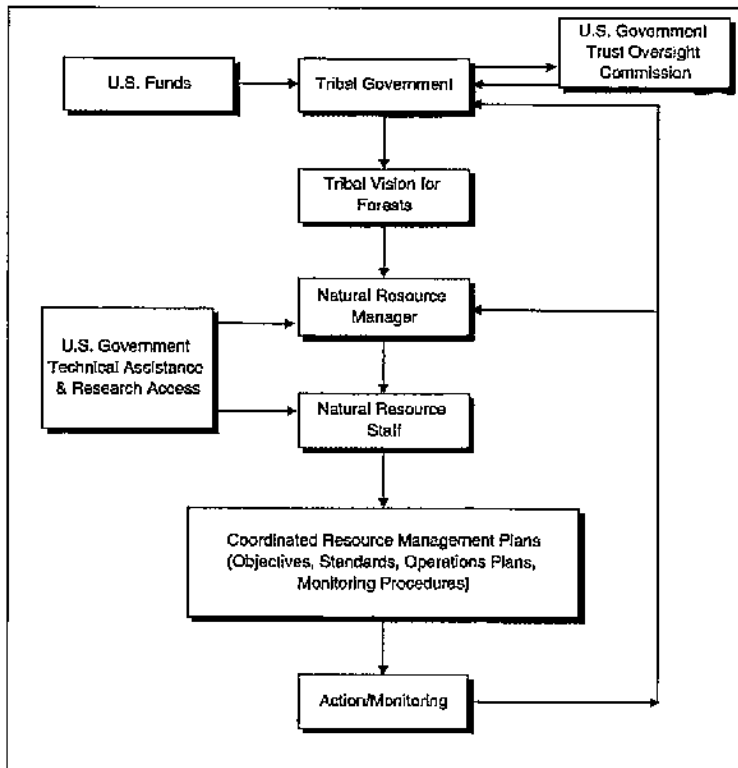 U.S. Government
Trust Oversight
Commission
U.S. Funds
Tribal Government
Tribal Vision for
Forests
Natural Resource
Manager
U.S. Government
Technical Assistance
& Research Access
Natural Resource
Staff
Coordinated Resource Management Plans
(Objectives, Standards, Operations Plans,
Monitoring Procedures)
Action/Monitoring